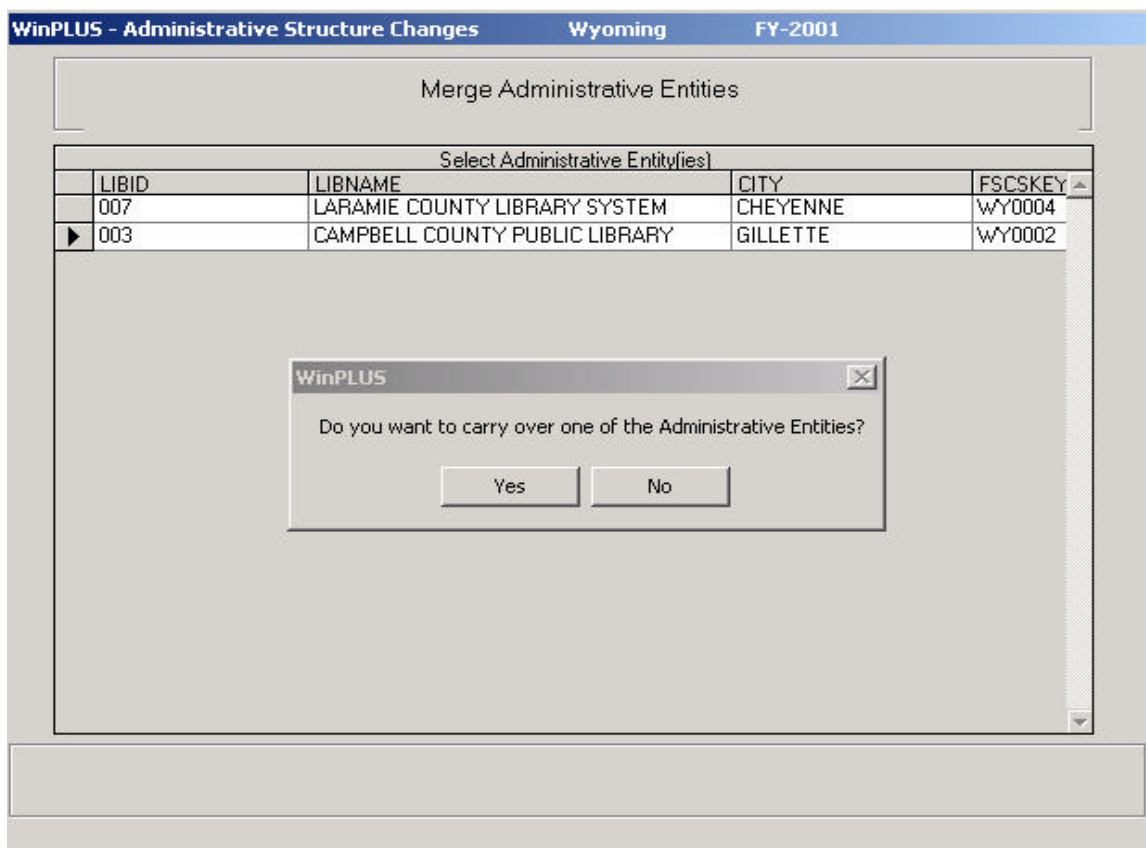 WinPLUS - Administrative Structure Changes Wyoming FY-2001
Merge Administrative Entities
Select Administrative Entity(ies)
LIBID LIBNAME CITY FSCSKEY
007 LARAMIE COUNTY LIBRARY SYSTEM CHEYENNE WY0004
003 CAMPBELL COUNTY PUBLIC LIBRARY GILLETTE WY0002
WinPLUS
Do you want to carry over one of the Administrative Entities?
Yes No